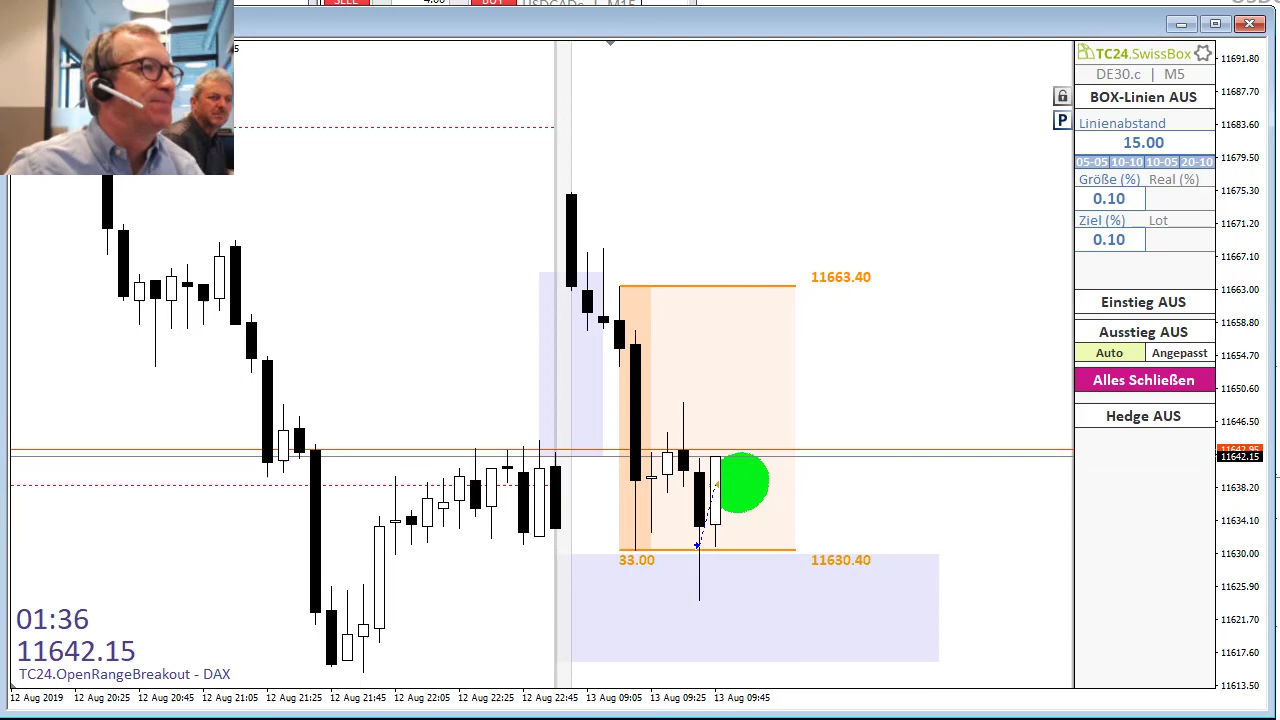 SELL
BUY
USDCADc | M15
TC24.SwissBox
DE30.c | M5
BOX-Linien AUS
Linienabstand
15.00
05-05 10-10 10-05 20-10
Größe (%) Real (%)
0.10
Ziel (%) Lot
0.10
Einstieg AUS
Ausstieg AUS
Auto Angepasst
Alles Schließen
Hedge AUS
P
11663.40
33.00 11630.40
01:36
11642.15
TC24.OpenRangeBreakout - DAX
11691.80
11687.70
11683.60
11679.50
11675.30
11671.20
11667.10
11663.00
11658.80
11654.70
11650.60
11646.50
11642.15
11638.20
11634.10
11630.00
11625.90
11621.70
11617.60
11613.50
12 Aug 2019 12 Aug 20:25 12 Aug 20:45 12 Aug 21:05 12 Aug 21:25 12 Aug 21:45 12 Aug 22:05 12 Aug 22:25 12 Aug 22:45 13 Aug 09:05 13 Aug 09:25 13 Aug 09:45